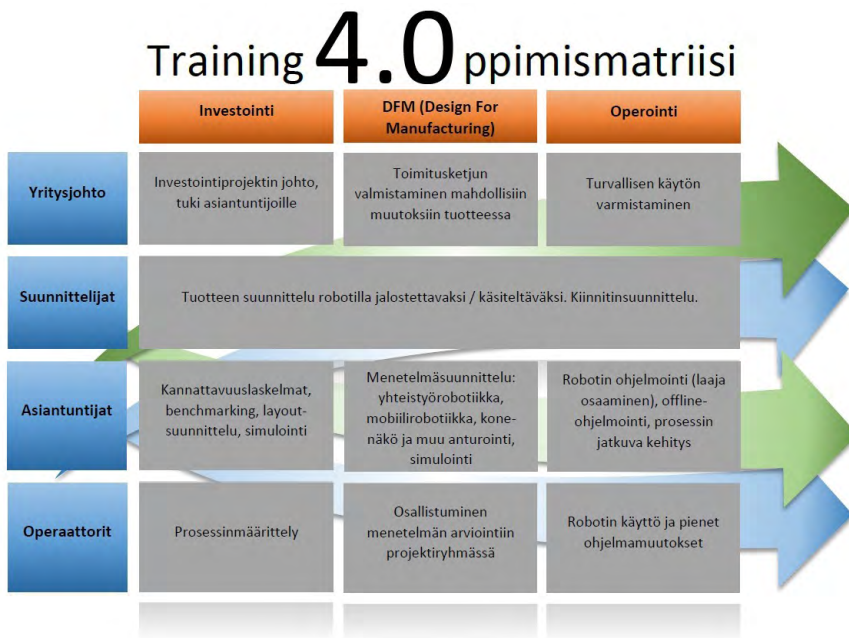 Training 4.0 ppimismatriisi
Investointi
DFM (Design For
Manufacturing)
Operointi
Yritysjohto
Investointiprojektin johto,
tuki asiantuntijoille
Toimitusketjun
valmistaminen mahdollisiin
muutoksiin tuotteessa
Turvallisen käytön
varmistaminen
Suunnittelijat
Tuotteen suunnittelu robotilla jalostettavaksi / käsiteltäväksi. Kiinnitinsuunnittelu.
Asiantuntijat
Kannattavuuslaskelmat,
benchmarking, layout-
suunnittelu, simulointi
Menetelmäsuunnittelu:
yhteistyörobotiikka,
mobiilirobotiikka, kone-
näkö ja muu anturointi,
simulointi
Robotin ohjelmointi (laaja
osaaminen), offline-
ohjelmointi, prosessin
jatkuva kehitys
Operaattorit
Prosessinmäärittely
Osallistuminen
menetelmän arviointiin
projektiryhmässä
Robotin käyttö ja pienet
ohjelmamuutokset